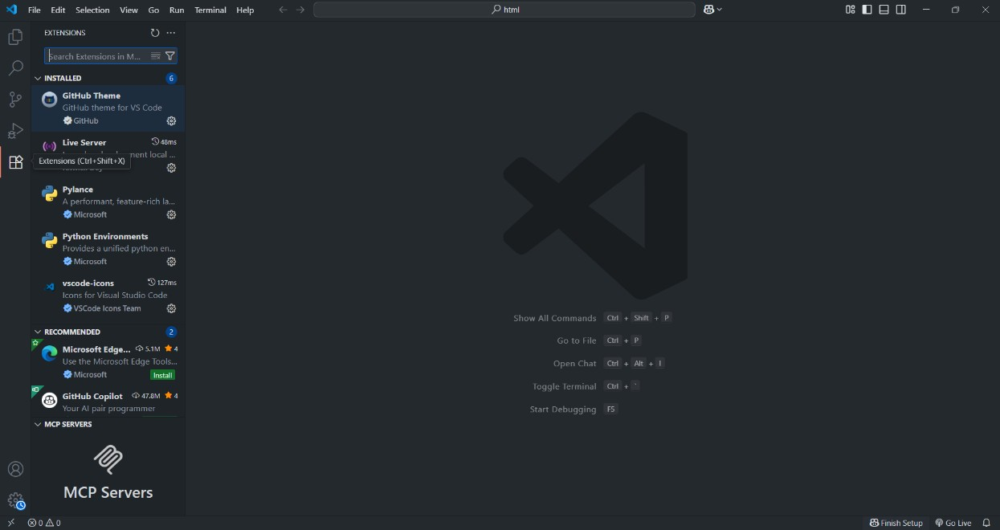 File Edit Selection View Go Run Terminal Help
html
EXTENSIONS
Search Extensions in M...
INSTALLED 6
GitHub Theme
GitHub theme for VS Code
GitHub
Live Server 48ms
nent local ...
Extensions (Ctrl+Shift+X)
Pylance
A performant, feature-rich la...
Microsoft
Python Environments
Provides a unified python en...
Microsoft
vscode-icons 127ms
Icons for Visual Studio Code
VSCode Icons Team
RECOMMENDED 2
Microsoft Edge... 5.1M 4
Use the Microsoft Edge Tools...
Microsoft Install
GitHub Copilot 47.8M 4
Your AI pair programmer
MCP SERVERS
MCP Servers
Show All Commands Ctrl + Shift + P
Go to File Ctrl + P
Open Chat Ctrl + Alt + I
Toggle Terminal Ctrl + `
Start Debugging F5
0 0
Finish Setup Go Live